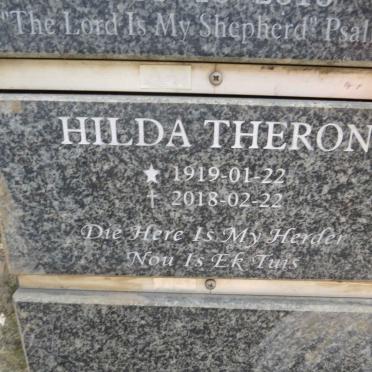 "The Lord Is My Shepherd" Psal
HILDA THERON
★ 1919-01-22
† 2018-02-22
Die Here Is My Herder
Nou Is Ek Tuis